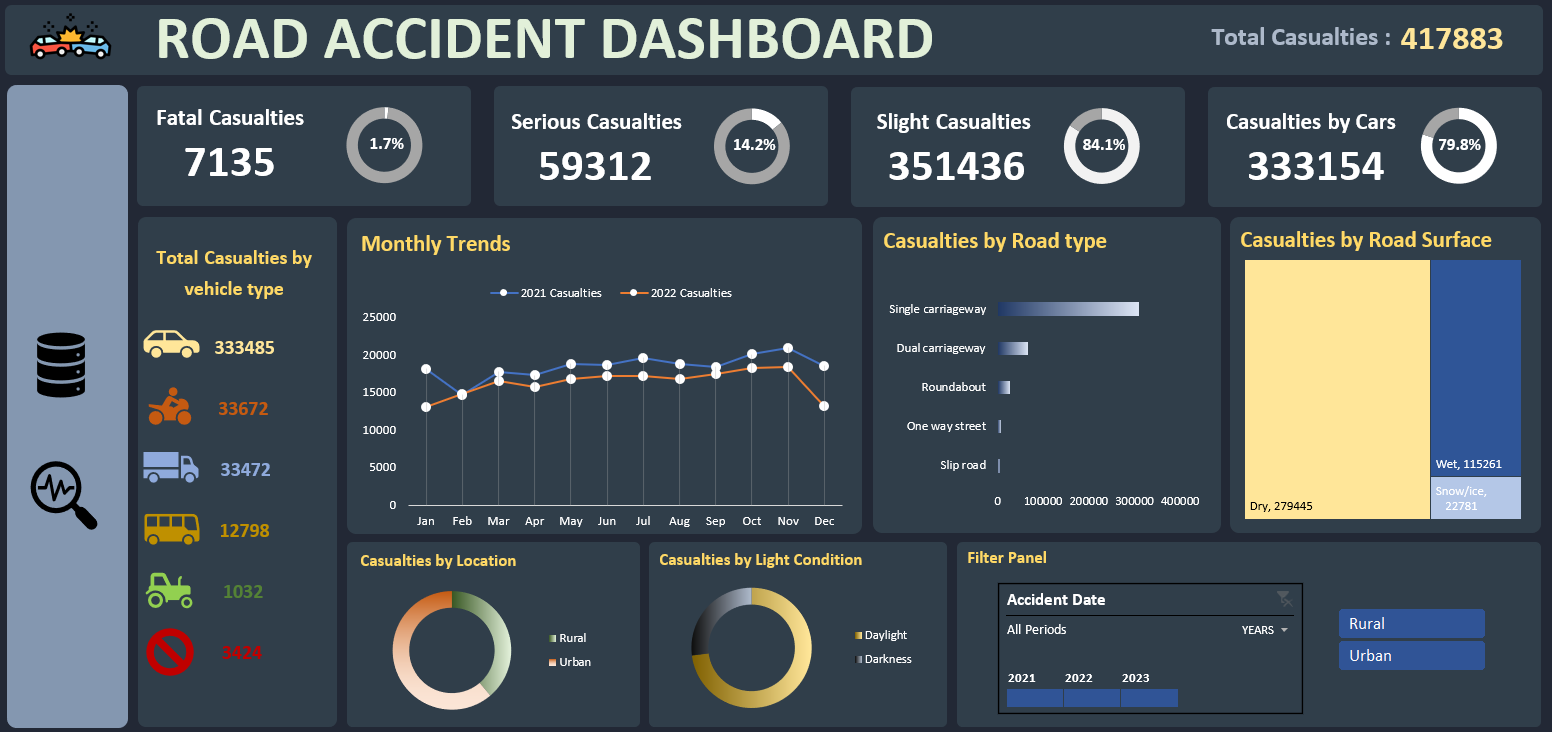 ROAD ACCIDENT DASHBOARD
Total Casualties : 417883
Fatal Casualties
7135
1.7%
Serious Casualties
59312
14.2%
Slight Casualties
351436
84.1%
Casualties by Cars
333154
79.8%
Total Casualties by
vehicle type
333485
33672
33472
12798
1032
3424
Monthly Trends
2021 Casualties
2022 Casualties
25000
20000
15000
10000
5000
0
Jan Feb Mar Apr May Jun Jul Aug Sep Oct Nov Dec
Casualties by Road type
Single carriageway
Dual carriageway
Roundabout
One way street
Slip road
0 100000 200000 300000 400000
Casualties by Road Surface
Dry, 279445
Wet, 115261
Snow/ice,
22781
Casualties by Location
Rural
Urban
Casualties by Light Condition
Daylight
Darkness
Filter Panel
Accident Date
All Periods
YEARS
2021 2022 2023
Rural
Urban